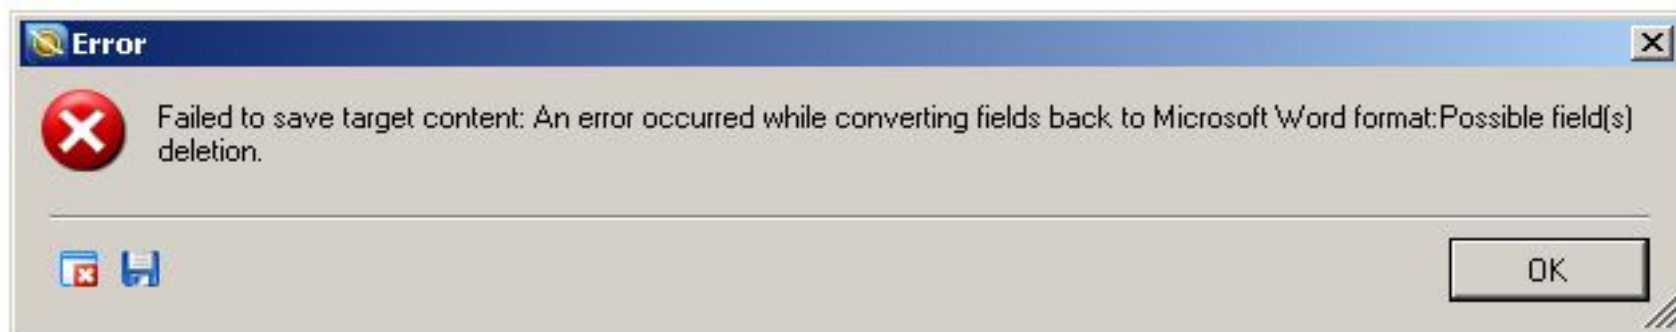 Error
Failed to save target content: An error occurred while converting fields back to Microsoft Word format:Possible field(s)
deletion.
OK